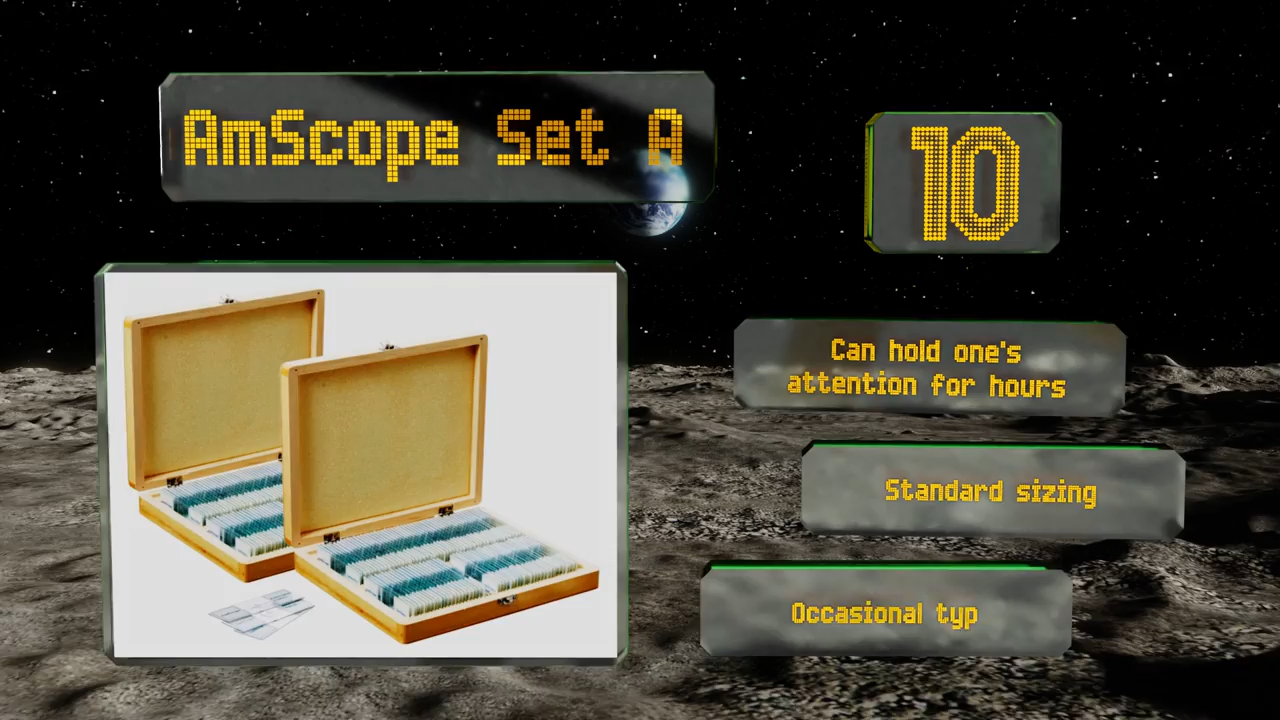 AmScope Set A
10
Can hold one's
attention for hours
Standard sizing
Occasional typ